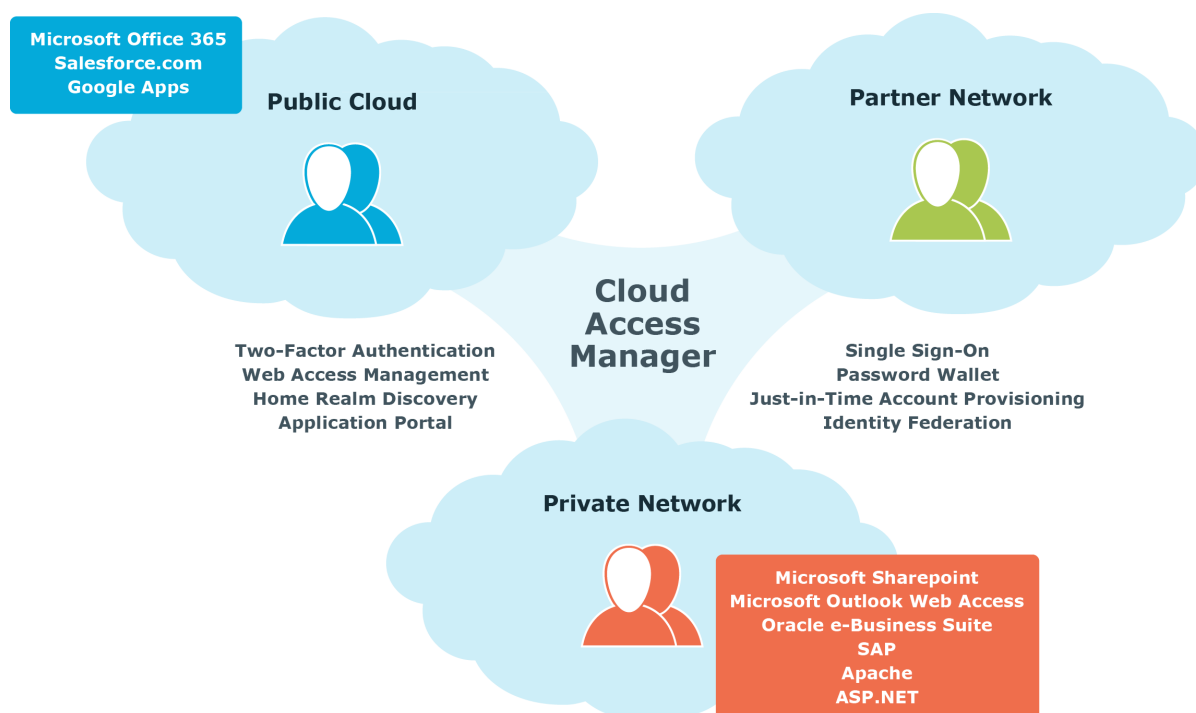 Microsoft Office 365
Salesforce.com
Google Apps
Public Cloud
Partner Network
Cloud
Access
Manager
Two-Factor Authentication
Web Access Management
Home Realm Discovery
Application Portal
Single Sign-On
Password Wallet
Just-in-Time Account Provisioning
Identity Federation
Private Network
Microsoft Sharepoint
Microsoft Outlook Web Access
Oracle e-Business Suite
SAP
Apache
ASP.NET